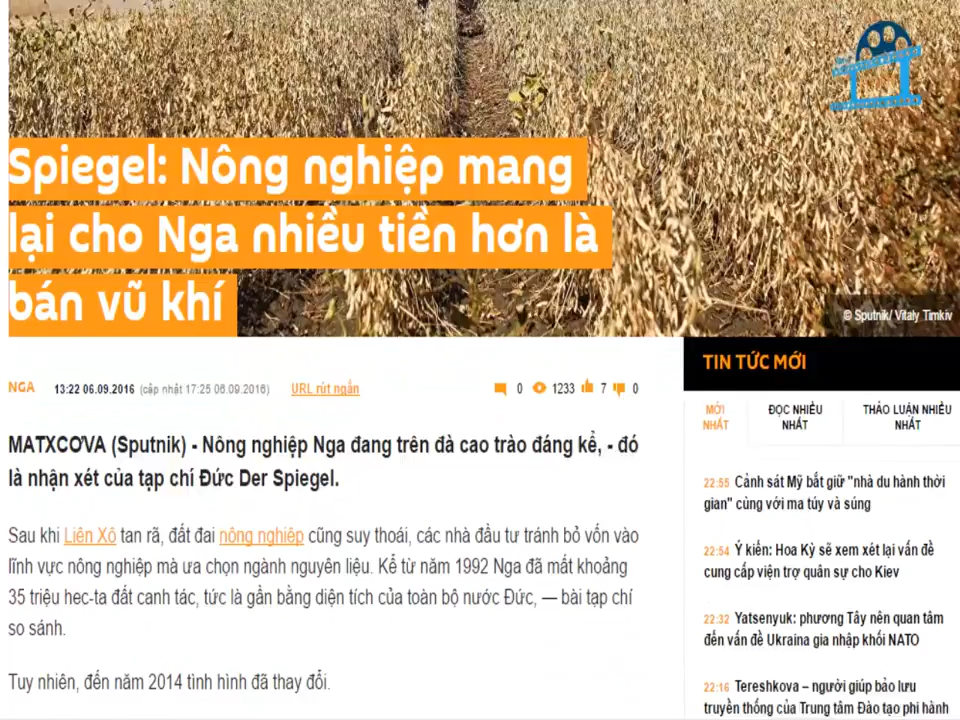 Spiegel: Nông nghiệp mang
lại cho Nga nhiều tiền hơn là
bán vũ khí
© Sputnik/ Vitaly Timkiv
NGA 13:22 06.09.2016 (cập nhật 17:25 06.09.2016) URL rút ngắn 0 1233 7 0
MATXCƠVA (Sputnik) - Nông nghiệp Nga đang trên đà cao trào đáng kể, - đó
là nhận xét của tạp chí Đức Der Spiegel.
Sau khi Liên Xô tan rã, đất đai nông nghiệp cũng suy thoái, các nhà đầu tư tránh bỏ vốn vào
lĩnh vực nông nghiệp mà ưa chọn ngành nguyên liệu. Kể từ năm 1992 Nga đã mất khoảng
35 triệu hec-ta đất canh tác, tức là gần bằng diện tích của toàn bộ nước Đức, — bài tạp chí
so sánh.
Tuy nhiên, đến năm 2014 tình hình đã thay đổi.
TIN TỨC MỚI
MỚI
NHẤT
ĐỌC NHIỀU
NHẤT
THẢO LUẬN NHIỀU
NHẤT
22:55 Cảnh sát Mỹ bắt giữ "nhà du hành thời
gian" cùng với ma túy và súng
22:54 Ý kiến: Hoa Kỳ sẽ xem xét lại vấn đề
cung cấp viện trợ quân sự cho Kiev
22:32 Yatsenyuk: phương Tây nên quan tâm
đến vấn đề Ukraina gia nhập khối NATO
22:16 Tereshkova – người giúp bảo lưu
truyền thống của Trung tâm Đào tạo phi hành